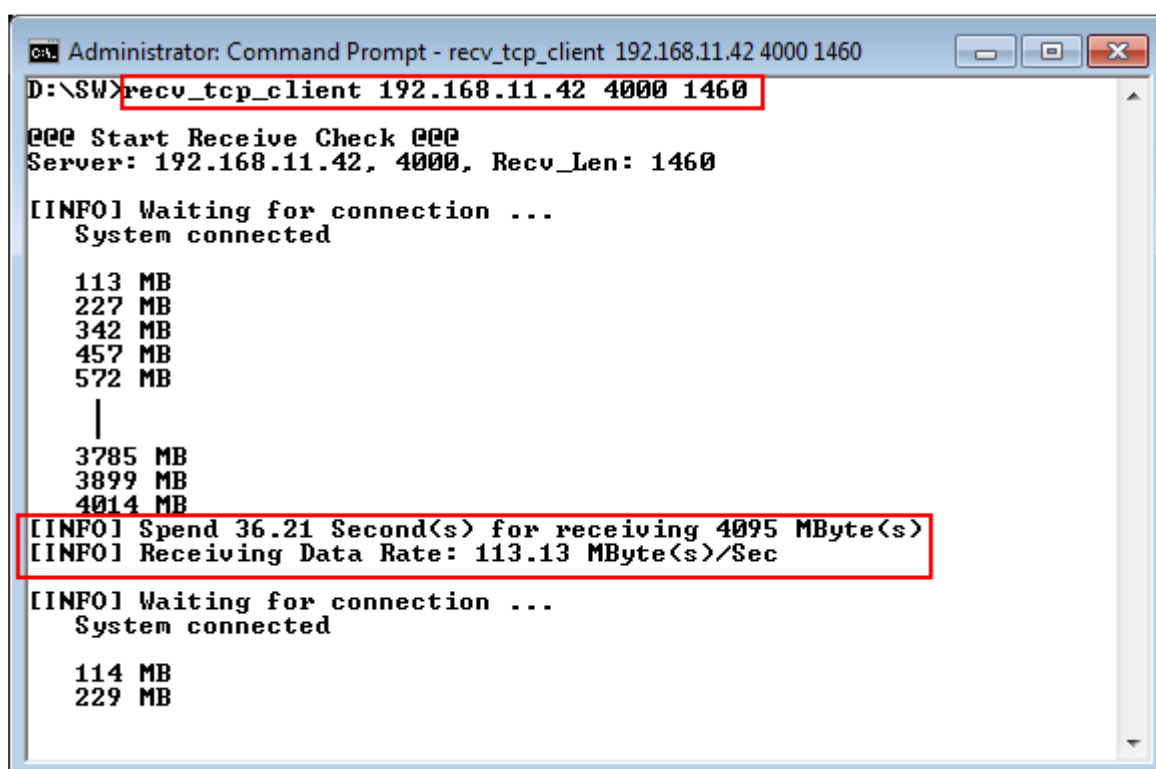 Administrator: Command Prompt - recv_tcp_client 192.168.11.42 4000 1460
D:\SW>recv_tcp_client 192.168.11.42 4000 1460
@@@ Start Receive Check @@@
Server: 192.168.11.42, 4000, Recv_Len: 1460
[INFO] Waiting for connection ...
System connected
113 MB
227 MB
342 MB
457 MB
572 MB
3785 MB
3899 MB
4014 MB
[INFO] Spend 36.21 Second(s) for receiving 4095 MByte(s)
[INFO] Receiving Data Rate: 113.13 MByte(s)/Sec
[INFO] Waiting for connection ...
System connected
114 MB
229 MB